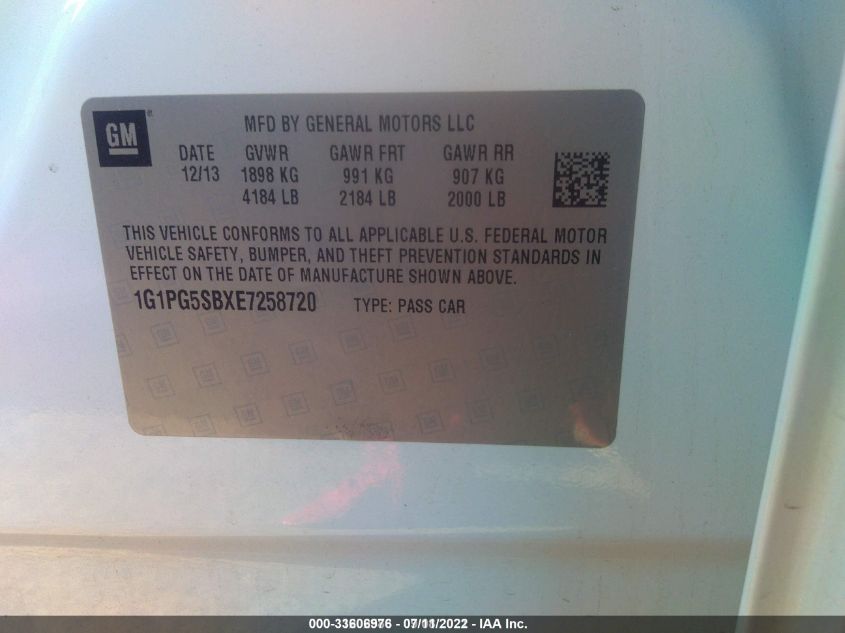 GM
MFD BY GENERAL MOTORS LLC
DATE GVWR GAWR FRT GAWR RR
12/13 1898 KG 991 KG 907 KG
4184 LB 2184 LB 2000 LB
THIS VEHICLE CONFORMS TO ALL APPLICABLE U.S. FEDERAL MOTOR
VEHICLE SAFETY, BUMPER, AND THEFT PREVENTION STANDARDS IN
EFFECT ON THE DATE OF MANUFACTURE SHOWN ABOVE.
1G1PG5SBXE7258720 TYPE: PASS CAR
000-33606976 - 07/11/2022 - IAA Inc.